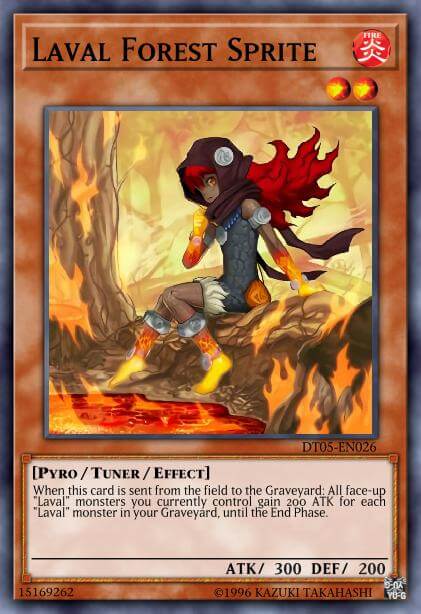 LAVAL FOREST SPRITE
FIRE
炎
DT05-EN026
[PYRO / TUNER / EFFECT]
When this card is sent from the field to the Graveyard: All face-up
"Laval" monsters you currently control gain 200 ATK for each
"Laval" monster in your Graveyard, until the End Phase.
ATK/ 300 DEF/ 200
15169262
©1996 KAZUKI TAKAHASHI